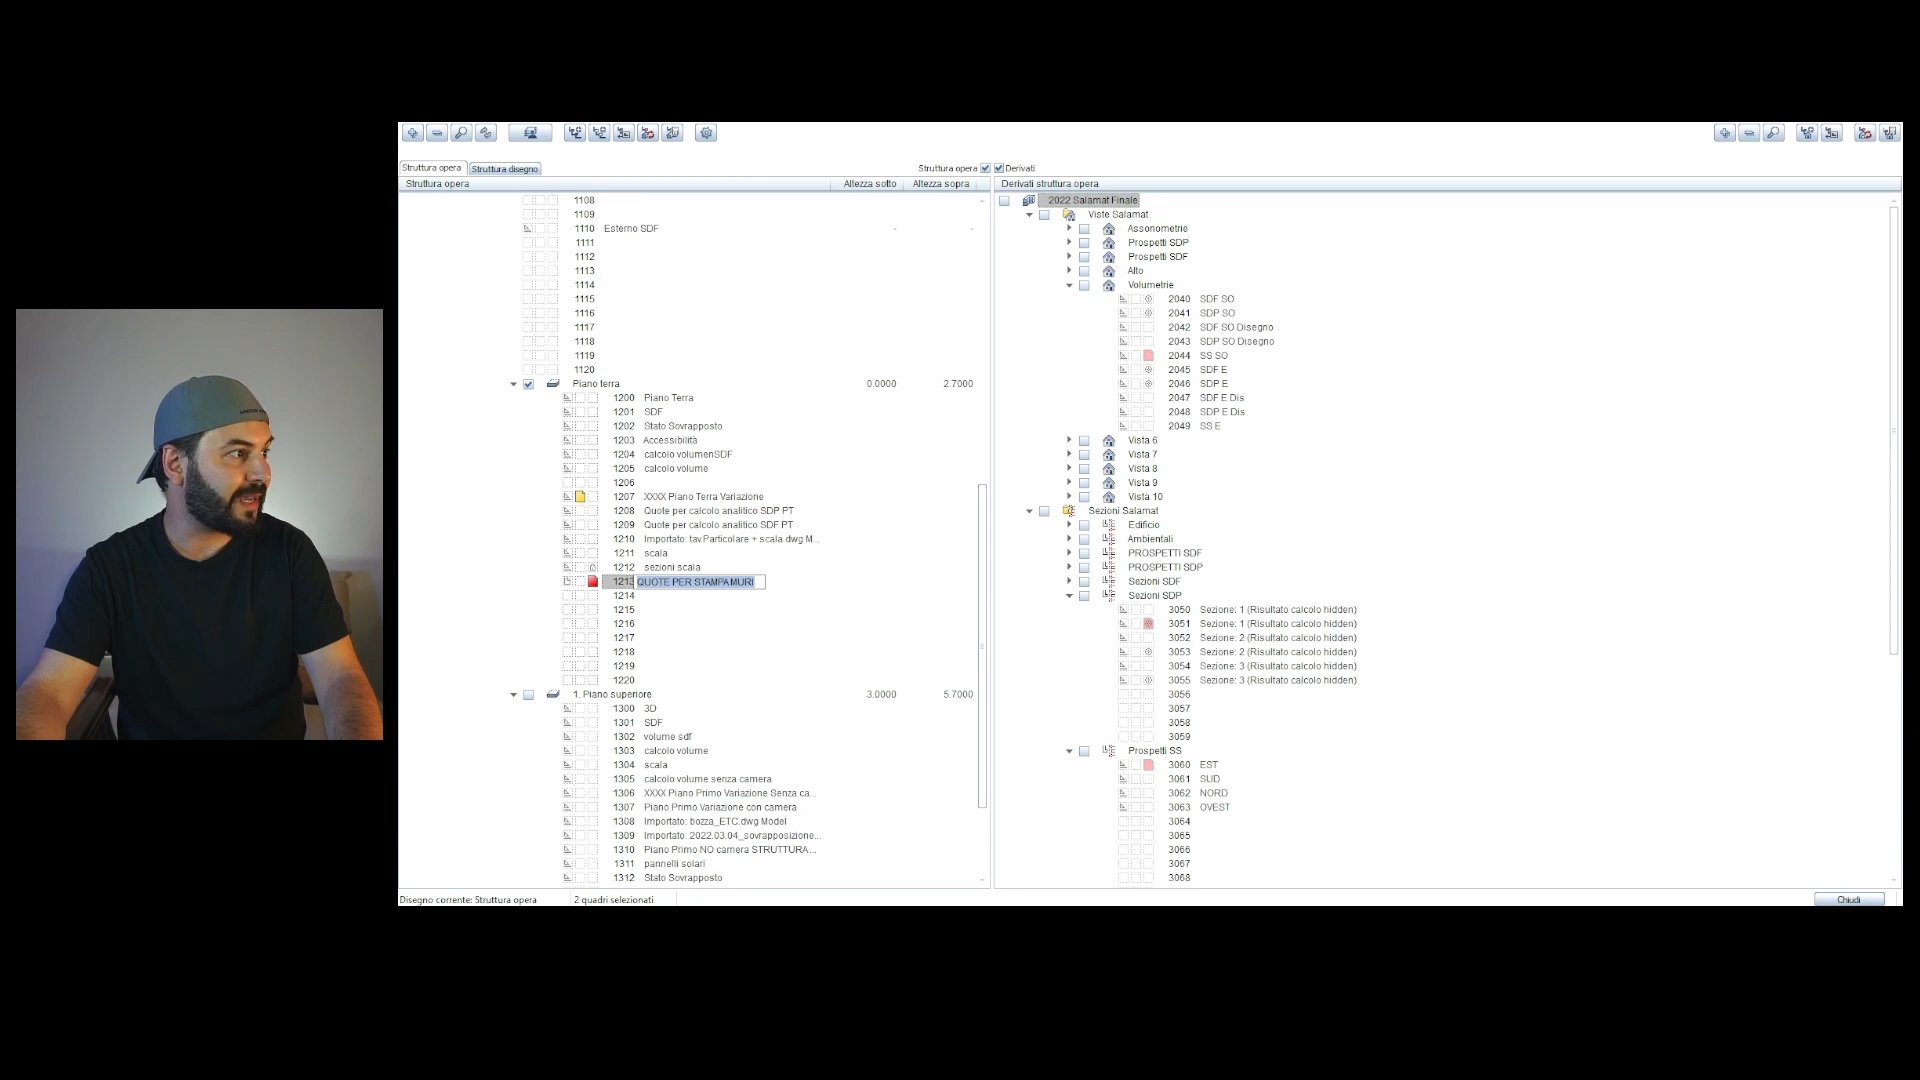 Struttura opera
Struttura disegno
Struttura opera
Derivati
Struttura opera
Altezza sotto
Altezza sopra
Derivati struttura opera
1108
1109
1110 Esterno SDF - -
1111
1112
1113
1114
1115
1116
1117
1118
1119
1120
Piano terra 0.0000 2.7000
1200 Piano Terra
1201 SDF
1202 Stato Sovrapposto
1203 Accessibilità
1204 calcolo volumenSDF
1205 calcolo volume
1206
1207 XXXX Piano Terra Variazione
1208 Quote per calcolo analitico SDP PT
1209 Quote per calcolo analitico SDF PT
1210 Importato: tav.Particolare + scala.dwg M...
1211 scala
1212 sezioni scala
1213 QUOTE PER STAMPA MURI
1214
1215
1216
1217
1218
1219
1220
1. Piano superiore 3.0000 5.7000
1300 3D
1301 SDF
1302 volume sdf
1303 calcolo volume
1304 scala
1305 calcolo volume senza camera
1306 XXXX Piano Primo Variazione Senza ca...
1307 Piano Primo Variazione con camera
1308 Importato: bozza_ETC.dwg Model
1309 Importato: 2022.03.04_sovrapposizione...
1310 Piano Primo NO camera STRUTTURA...
1311 pannelli solari
1312 Stato Sovrapposto
2022 Salamat Finale
Viste Salamat
Assonometrie
Prospetti SDP
Prospetti SDF
Alto
Volumetrie
2040 SDF SO
2041 SDP SO
2042 SDF SO Disegno
2043 SDP SO Disegno
2044 SS SO
2045 SDF E
2046 SDP E
2047 SDF E Dis
2048 SDP E Dis
2049 SS E
Vista 6
Vista 7
Vista 8
Vista 9
Vista 10
Sezioni Salamat
Edificio
Ambientali
PROSPETTI SDF
PROSPETTI SDP
Sezioni SDF
Sezioni SDP
3050 Sezione: 1 (Risultato calcolo hidden)
3051 Sezione: 1 (Risultato calcolo hidden)
3052 Sezione: 2 (Risultato calcolo hidden)
3053 Sezione: 2 (Risultato calcolo hidden)
3054 Sezione: 3 (Risultato calcolo hidden)
3055 Sezione: 3 (Risultato calcolo hidden)
3056
3057
3058
3059
Prospetti SS
3060 EST
3061 SUD
3062 NORD
3063 OVEST
3064
3065
3066
3067
3068
Disegno corrente: Struttura opera
2 quadri selezionati
Chiudi